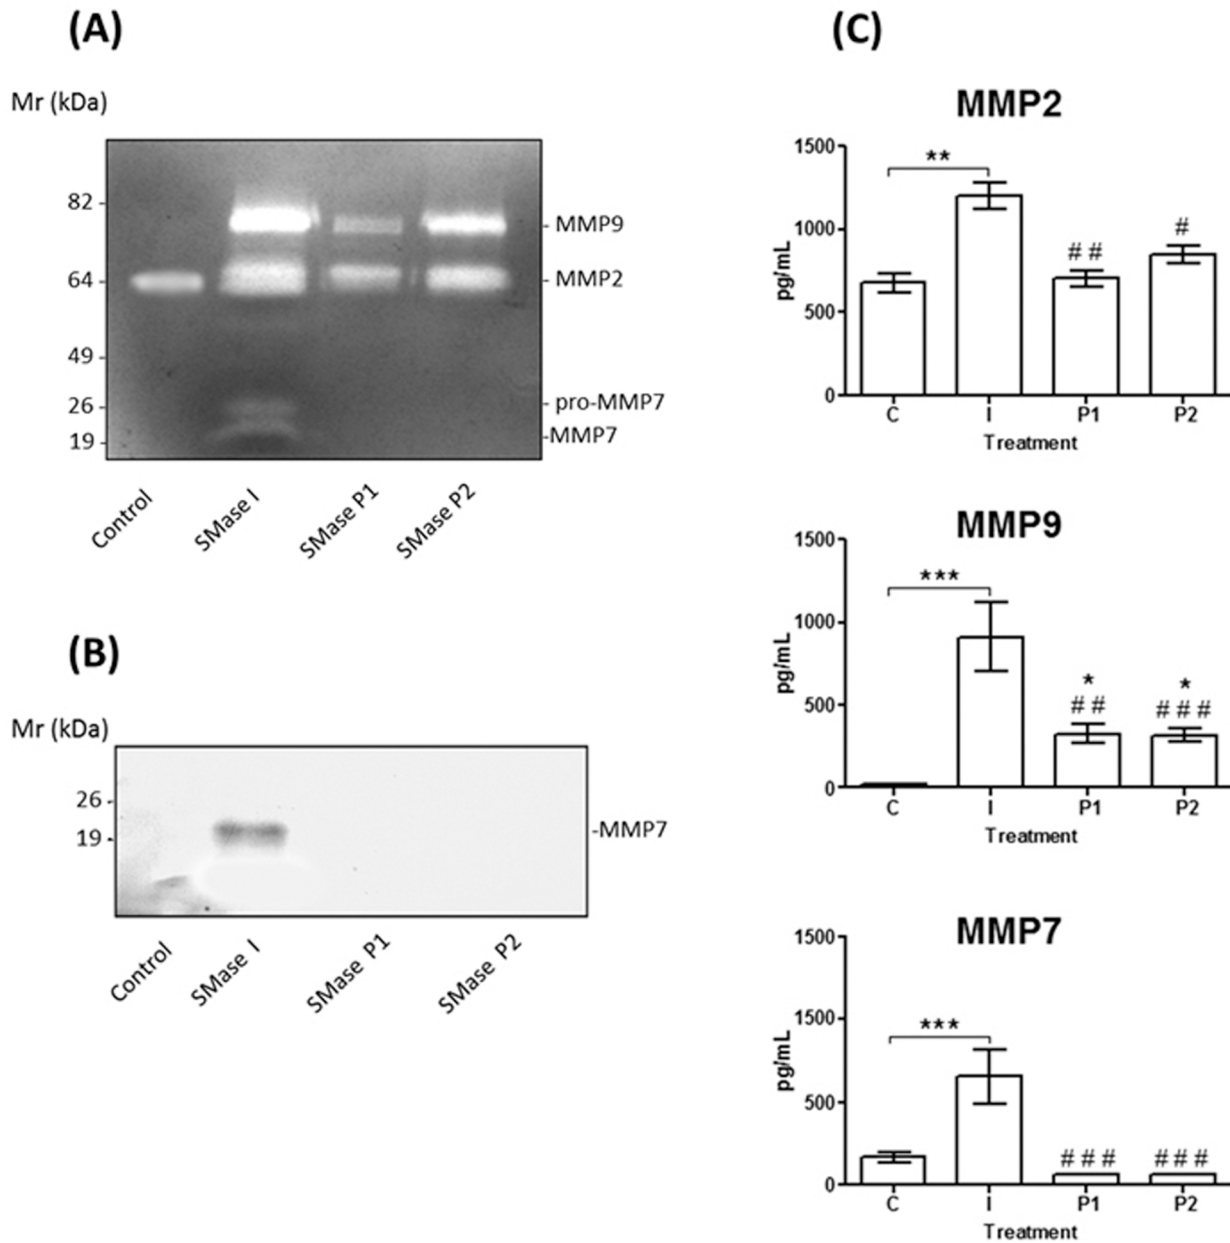 (A)
Mr (kDa)
82 -
64 -
49 -
26 -
19 -
- MMP9
- MMP2
- pro-MMP7
-MMP7
Control
SMase I
SMase P1
SMase P2
(B)
Mr (kDa)
26 -
19 -
-MMP7
Control
SMase I
SMase P1
SMase P2
(C)
MMP2
pg/mL
1500
1000
500
0
**
##
#
C I P1 P2
Treatment
MMP9
pg/mL
1500
1000
500
0
***
* *
## ###
C I P1 P2
Treatment
MMP7
pg/mL
1500
1500
500
0
***
### ###
C I P1 P2
Treatment